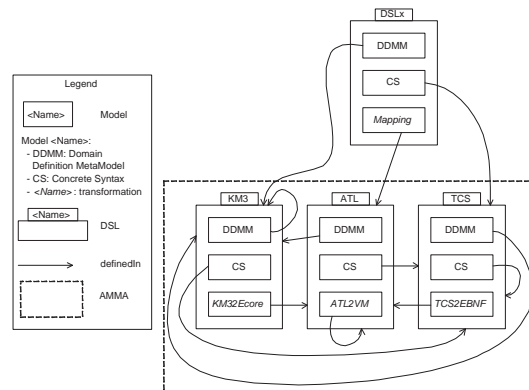 DSLx
DDMM
CS
Mapping
Legend
<Name>
Model
Model <Name>:
- DDMM: Domain
Definition MetaModel
- CS: Concrete Syntax
- <Name>: transformation
<Name>
DSL
definedIn
AMMA
KM3
DDMM
CS
KM32Ecore
ATL
DDMM
CS
ATL2VM
TCS
DDMM
CS
TCS2EBNF